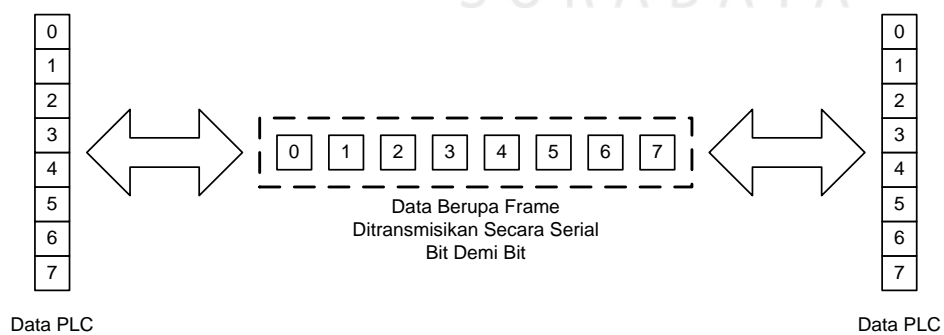 SURABAYA
0
1
2
3
4
5
6
7
Data PLC
0 1 2 3 4 5 6 7
Data Berupa Frame
Ditransmisikan Secara Serial
Bit Demi Bit
0
1
2
3
4
5
6
7
Data PLC